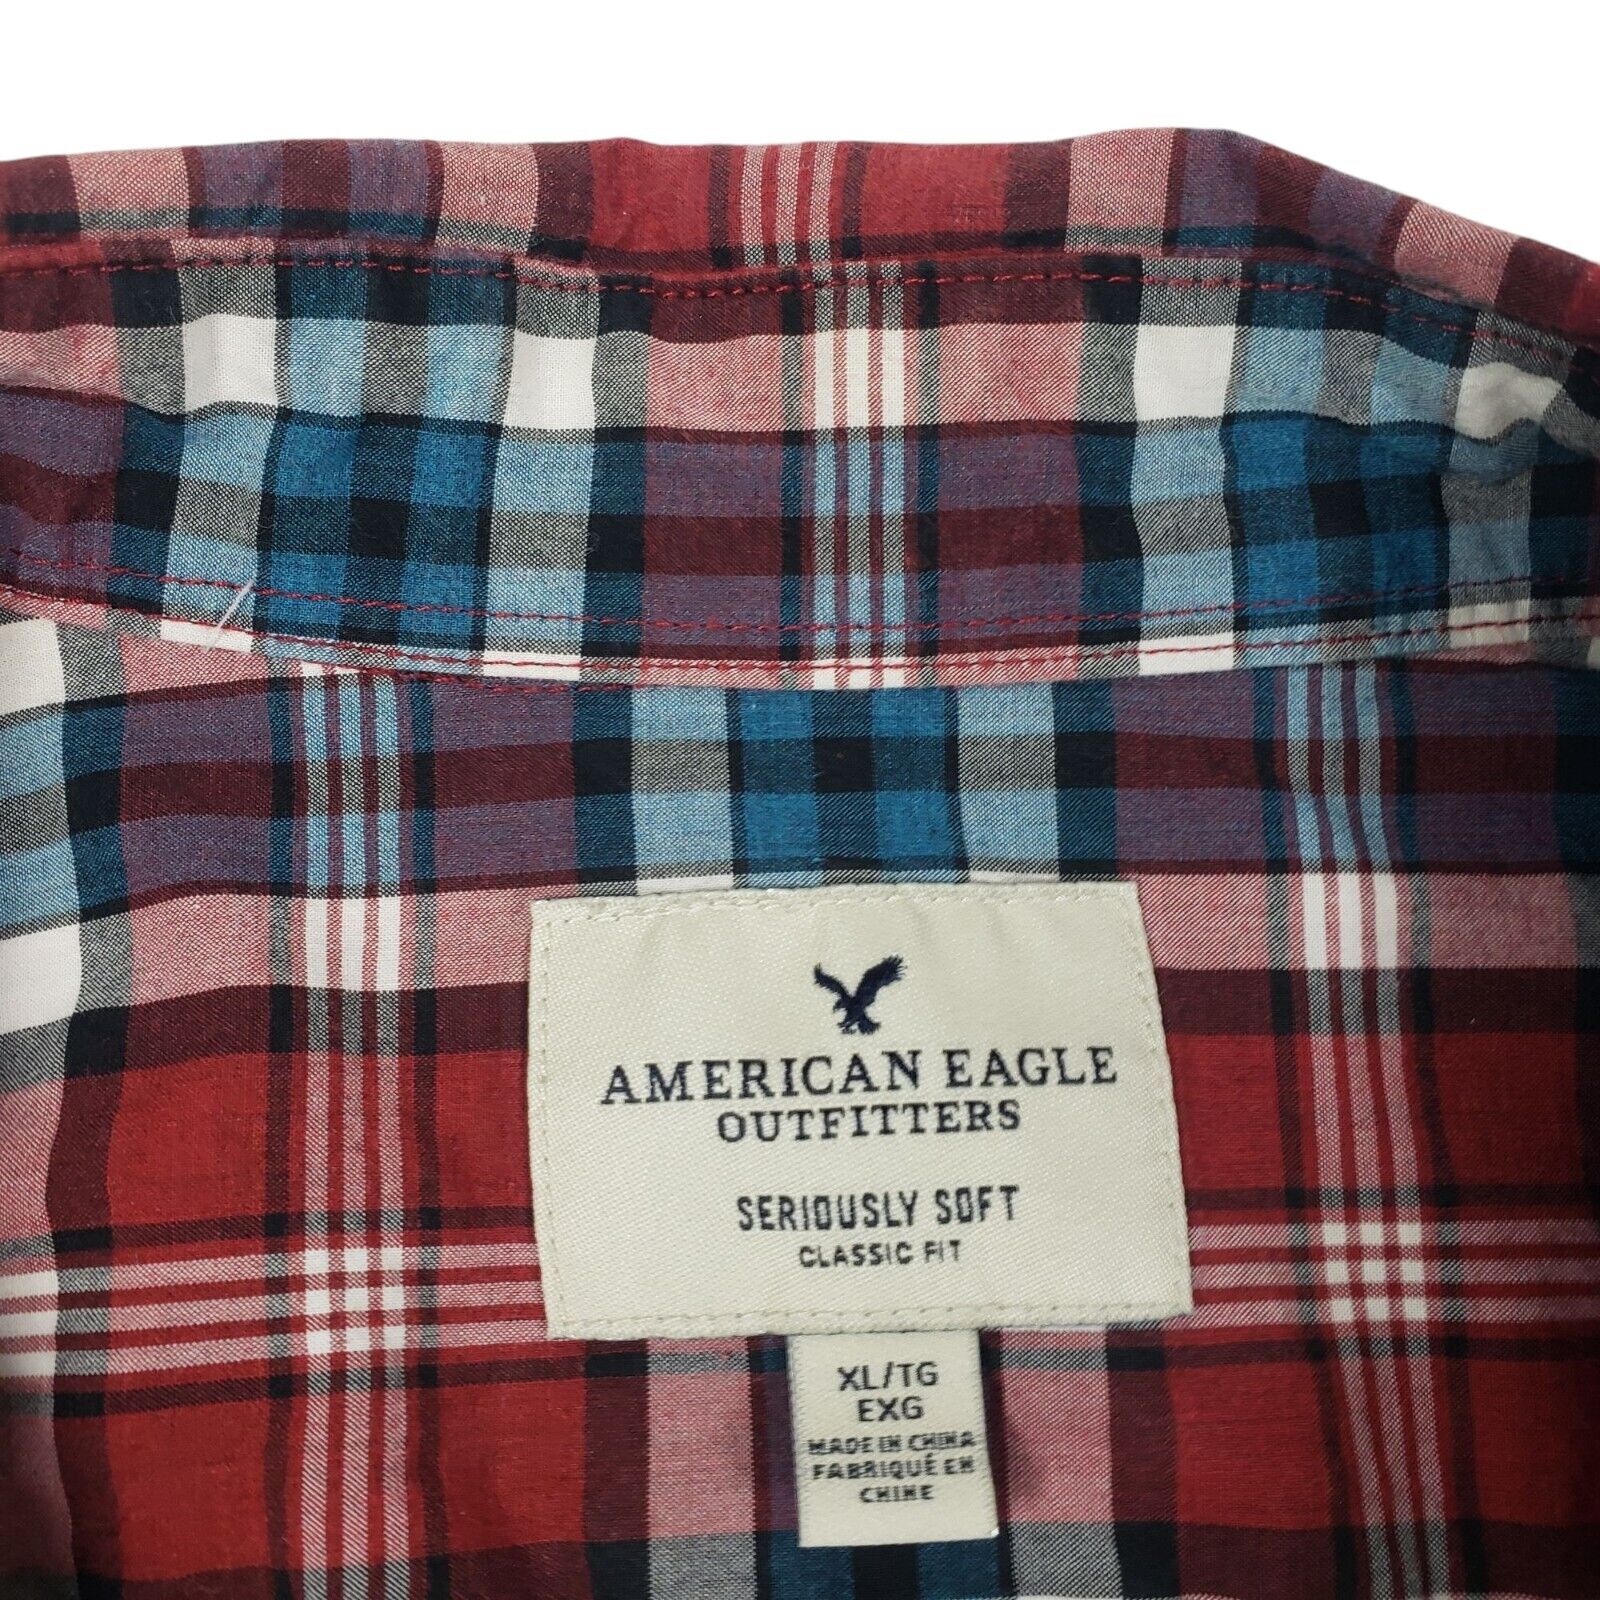 AMERICAN EAGLE
OUTFITTERS
SERIOUSLY SOFT
CLASSIC FIT
XL/TG
EXG
MADE IN CHINA
FABRIQUÉ EN
CHINE